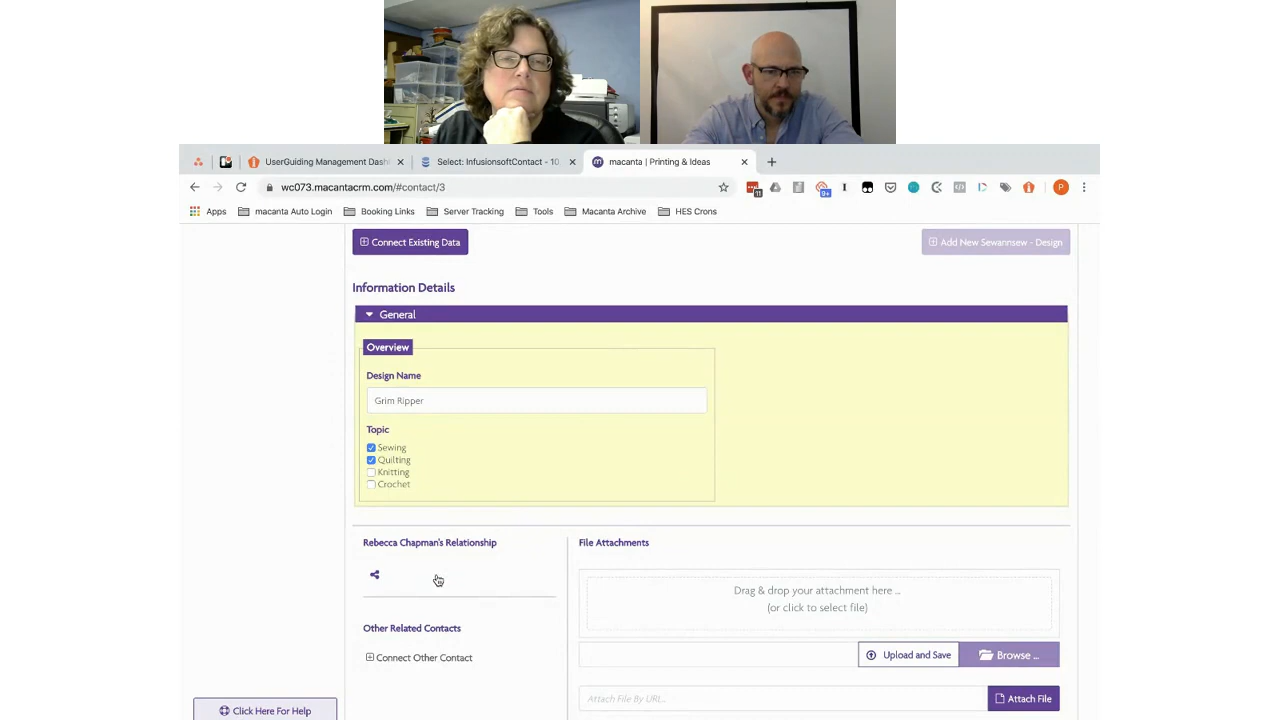 UserGuiding Management Dash
Select: InfusionsoftContact - 10
macanta | Printing & Ideas
wc073.macantacrm.com/#contact/3
11
9+
P
Apps
macanta Auto Login
Booking Links
Server Tracking
Tools
Macanta Archive
HES Crons
Connect Existing Data
Add New Sewannsew - Design
Information Details
General
Overview
Design Name
Grim Ripper
Topic
Sewing
Quilting
Knitting
Crochet
Rebecca Chapman's Relationship
File Attachments
Drag & drop your attachment here ...
(or click to select file)
Other Related Contacts
Connect Other Contact
Upload and Save
Browse ...
Attach File By URL...
Attach File
Click Here For Help